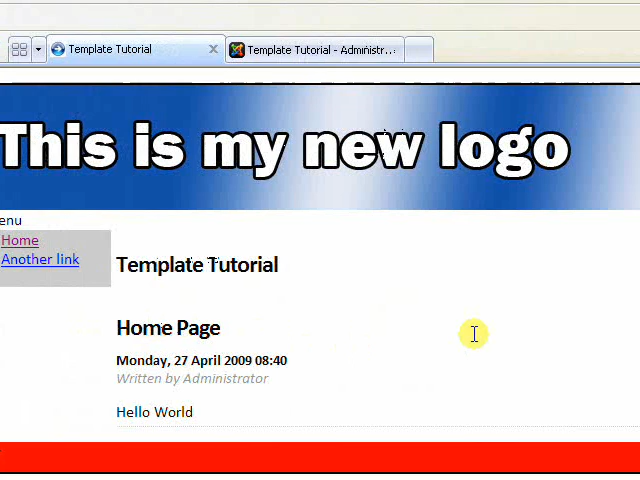 Template Tutorial
Template Tutorial - Administr...
This is my new logo
enu
Home
Another link
Template Tutorial
Home Page
Monday, 27 April 2009 08:40
Written by Administrator
Hello World